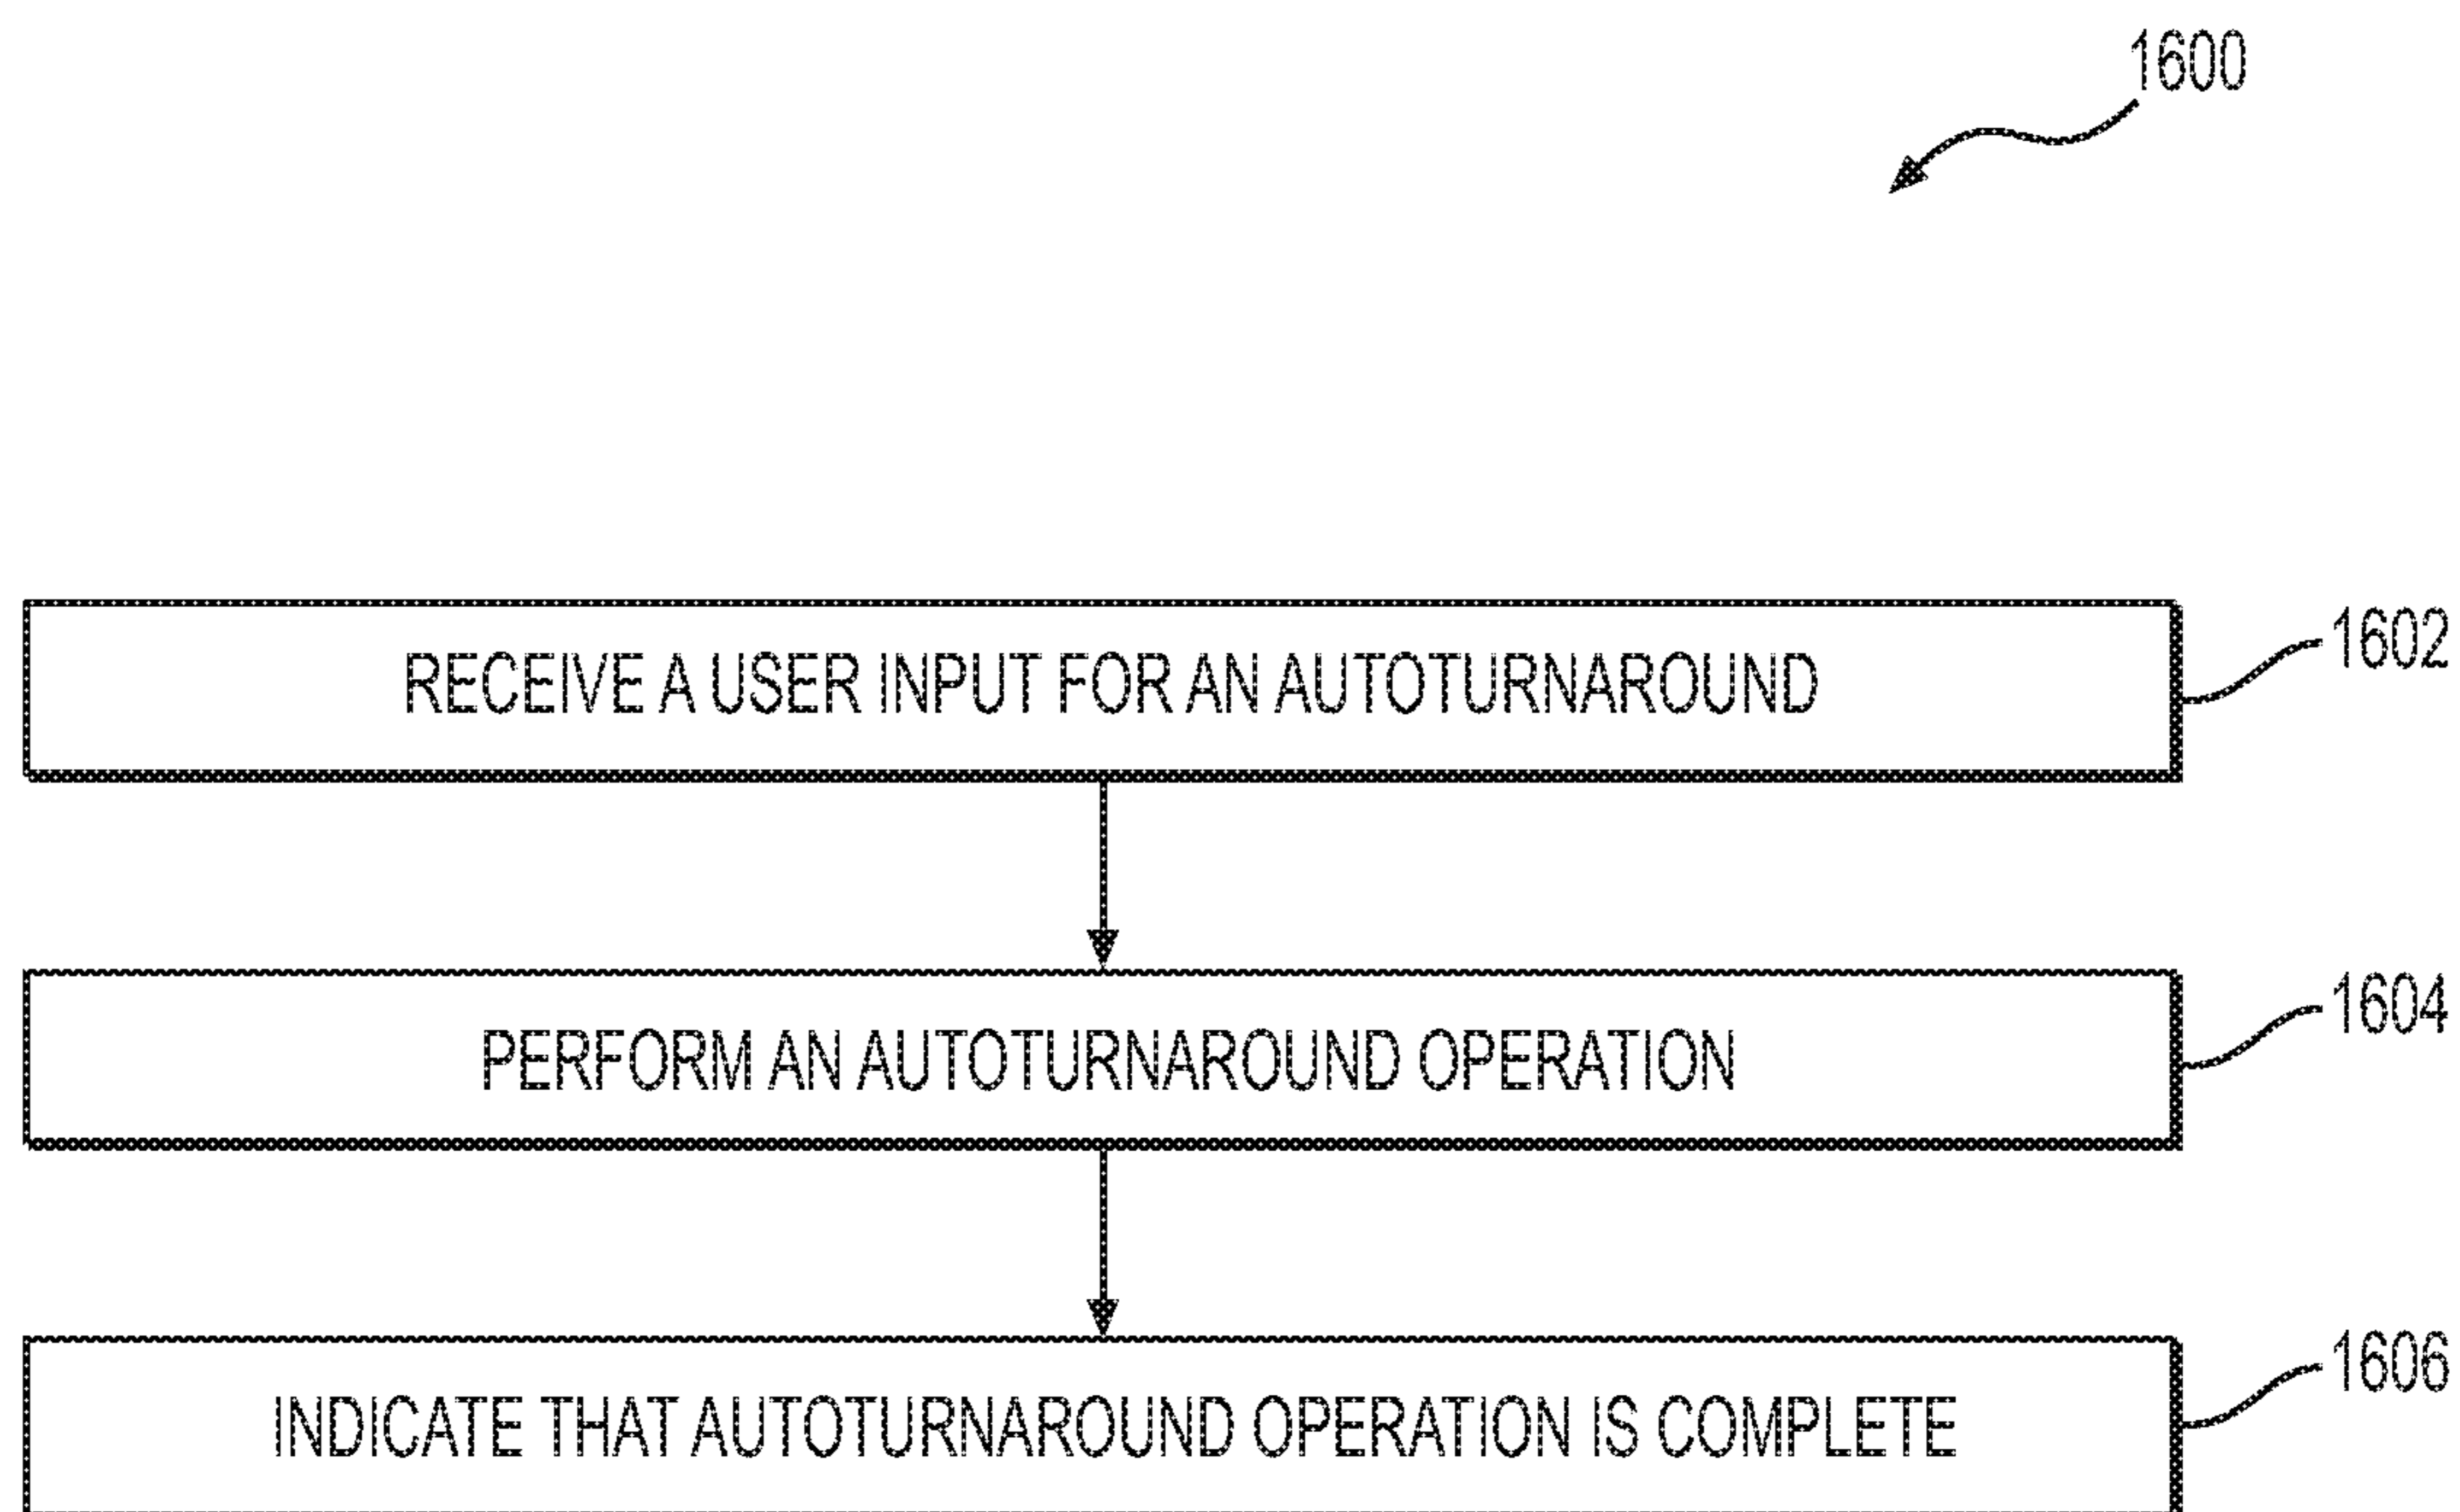 1600
RECEIVE A USER INPUT FOR AN AUTOTURNAROUND
1602
PERFORM AN AUTOTURNAROUND OPERATION
1604
INDICATE THAT AUTOTURNAROUND OPERATION IS COMPLETE
1606